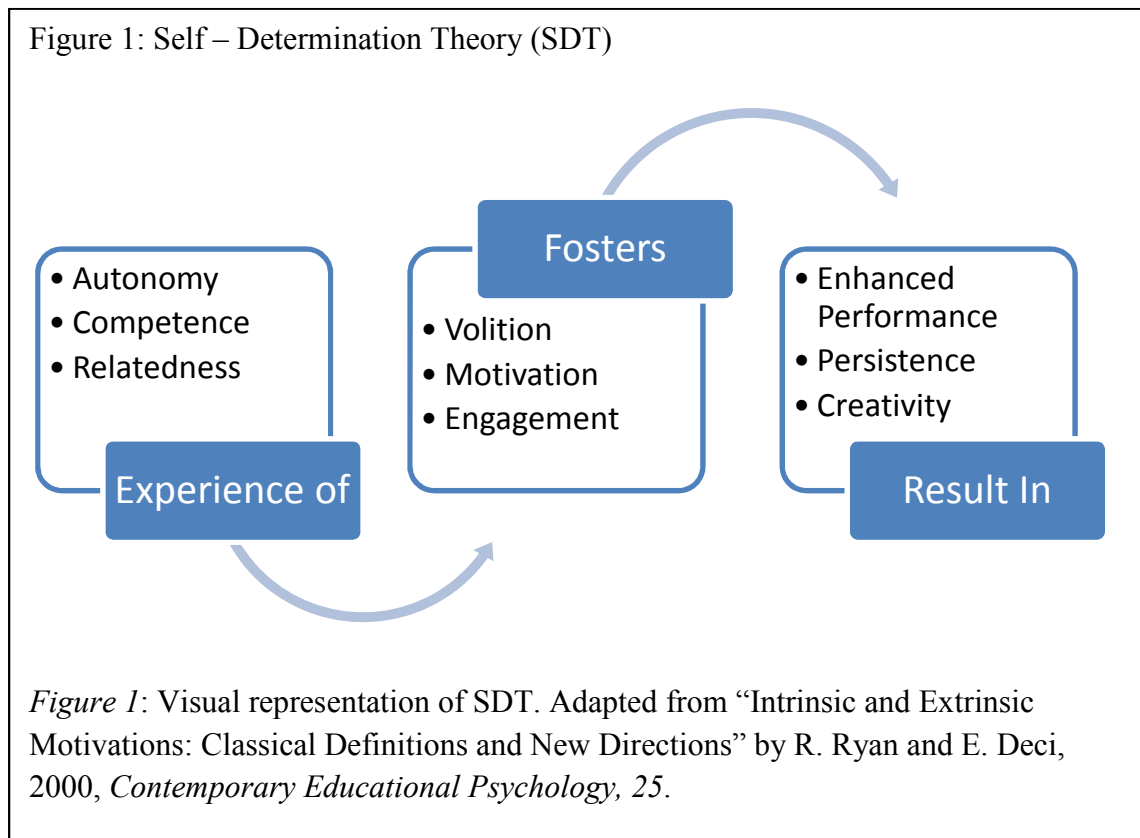 Figure 1: Self – Determination Theory (SDT)
• Autonomy
• Competence
• Relatedness
Experience of
Fosters
• Volition
• Motivation
• Engagement
• Enhanced
Performance
• Persistence
• Creativity
Result In
Figure 1: Visual representation of SDT. Adapted from “Intrinsic and Extrinsic
Motivations: Classical Definitions and New Directions” by R. Ryan and E. Deci,
2000, Contemporary Educational Psychology, 25.